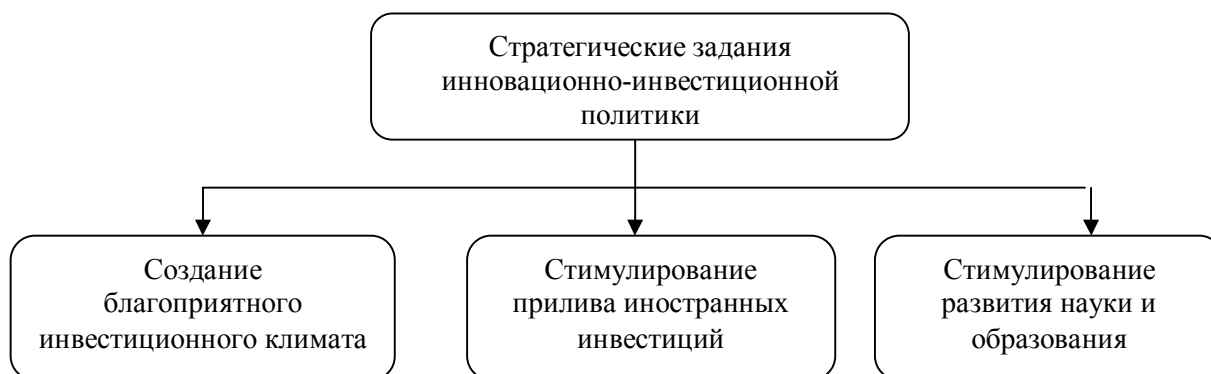 Стратегические задания
инновационно-инвестиционной
политики
Создание
благоприятного
инвестиционного климата
Стимулирование
прилива иностранных
инвестиций
Стимулирование
развития науки и
образования